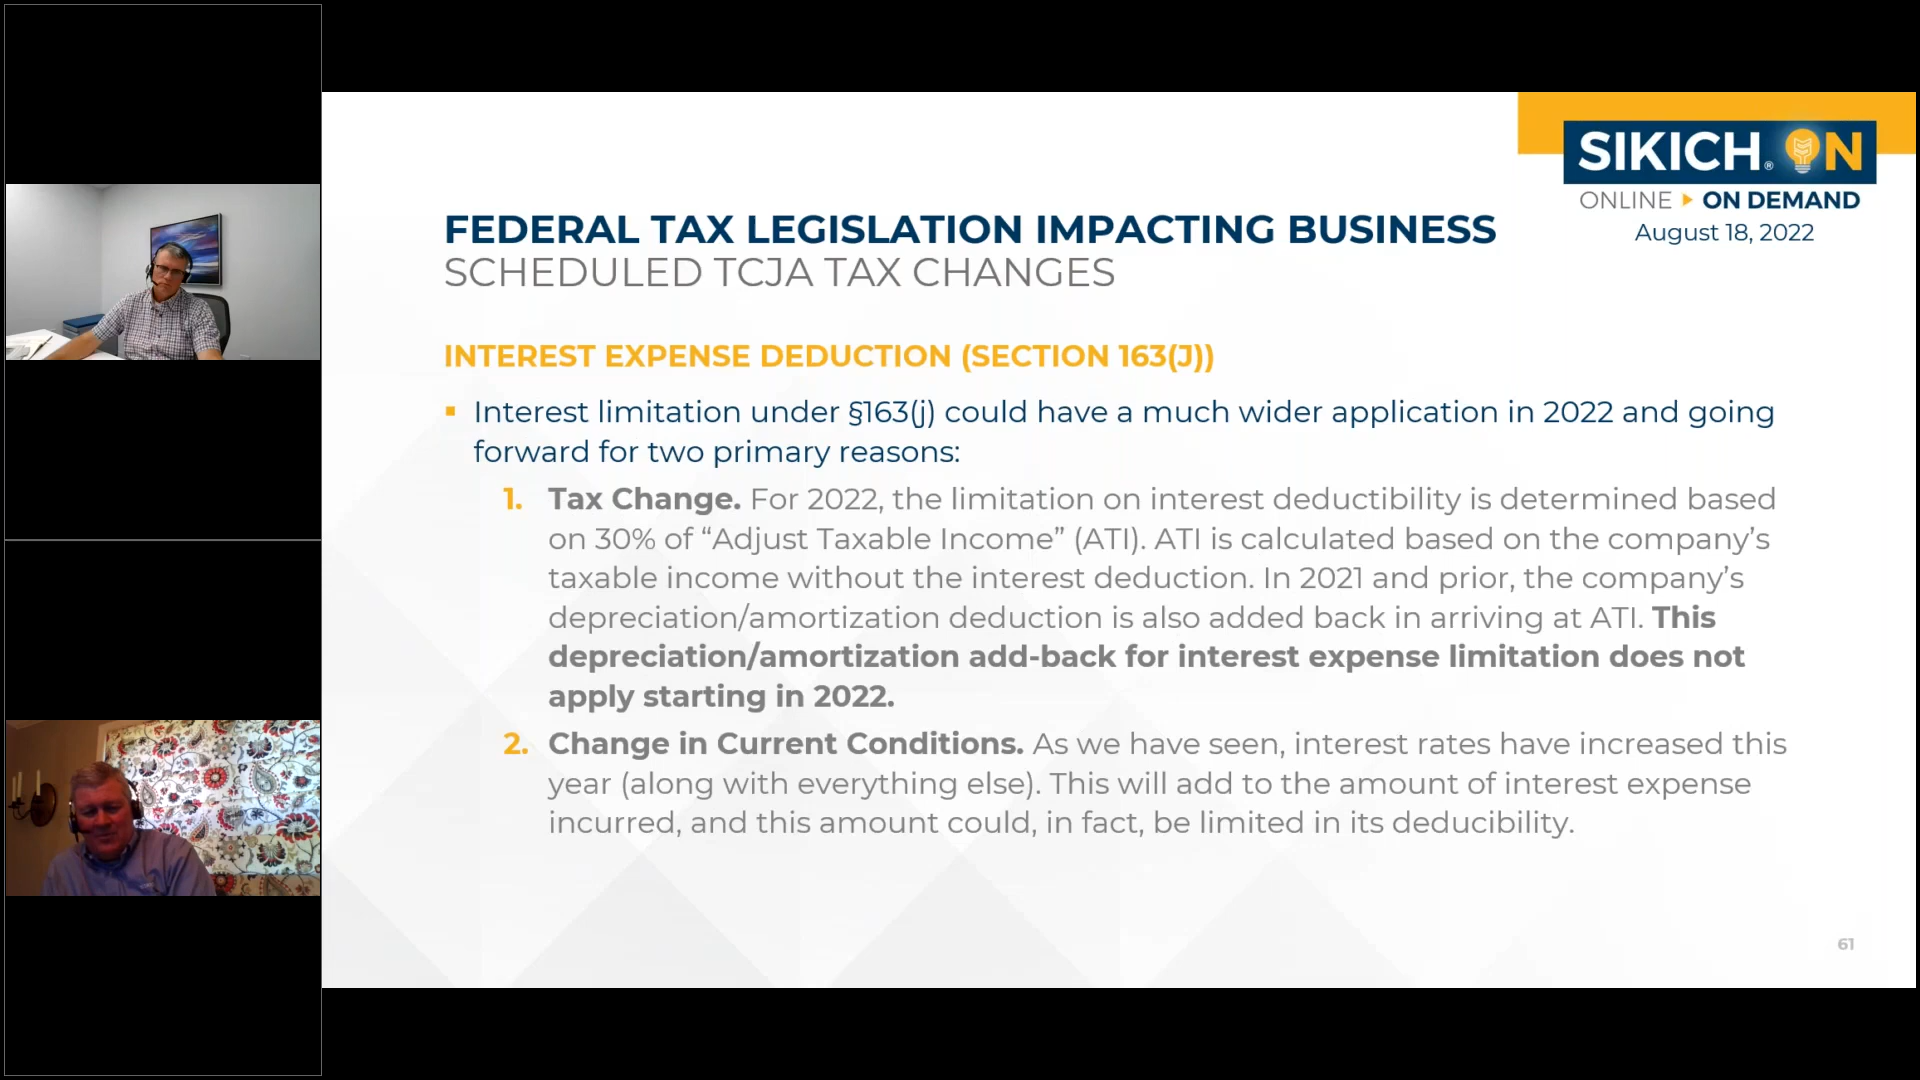 SIKICH® ON
ONLINE ▸ ON DEMAND
August 18, 2022
FEDERAL TAX LEGISLATION IMPACTING BUSINESS
SCHEDULED TCJA TAX CHANGES
INTEREST EXPENSE DEDUCTION (SECTION 163(J))
▪ Interest limitation under §163(j) could have a much wider application in 2022 and going
forward for two primary reasons:
1. Tax Change. For 2022, the limitation on interest deductibility is determined based
on 30% of “Adjust Taxable Income” (ATI). ATI is calculated based on the company’s
taxable income without the interest deduction. In 2021 and prior, the company’s
depreciation/amortization deduction is also added back in arriving at ATI. This
depreciation/amortization add-back for interest expense limitation does not
apply starting in 2022.
2. Change in Current Conditions. As we have seen, interest rates have increased this
year (along with everything else). This will add to the amount of interest expense
incurred, and this amount could, in fact, be limited in its deducibility.
61